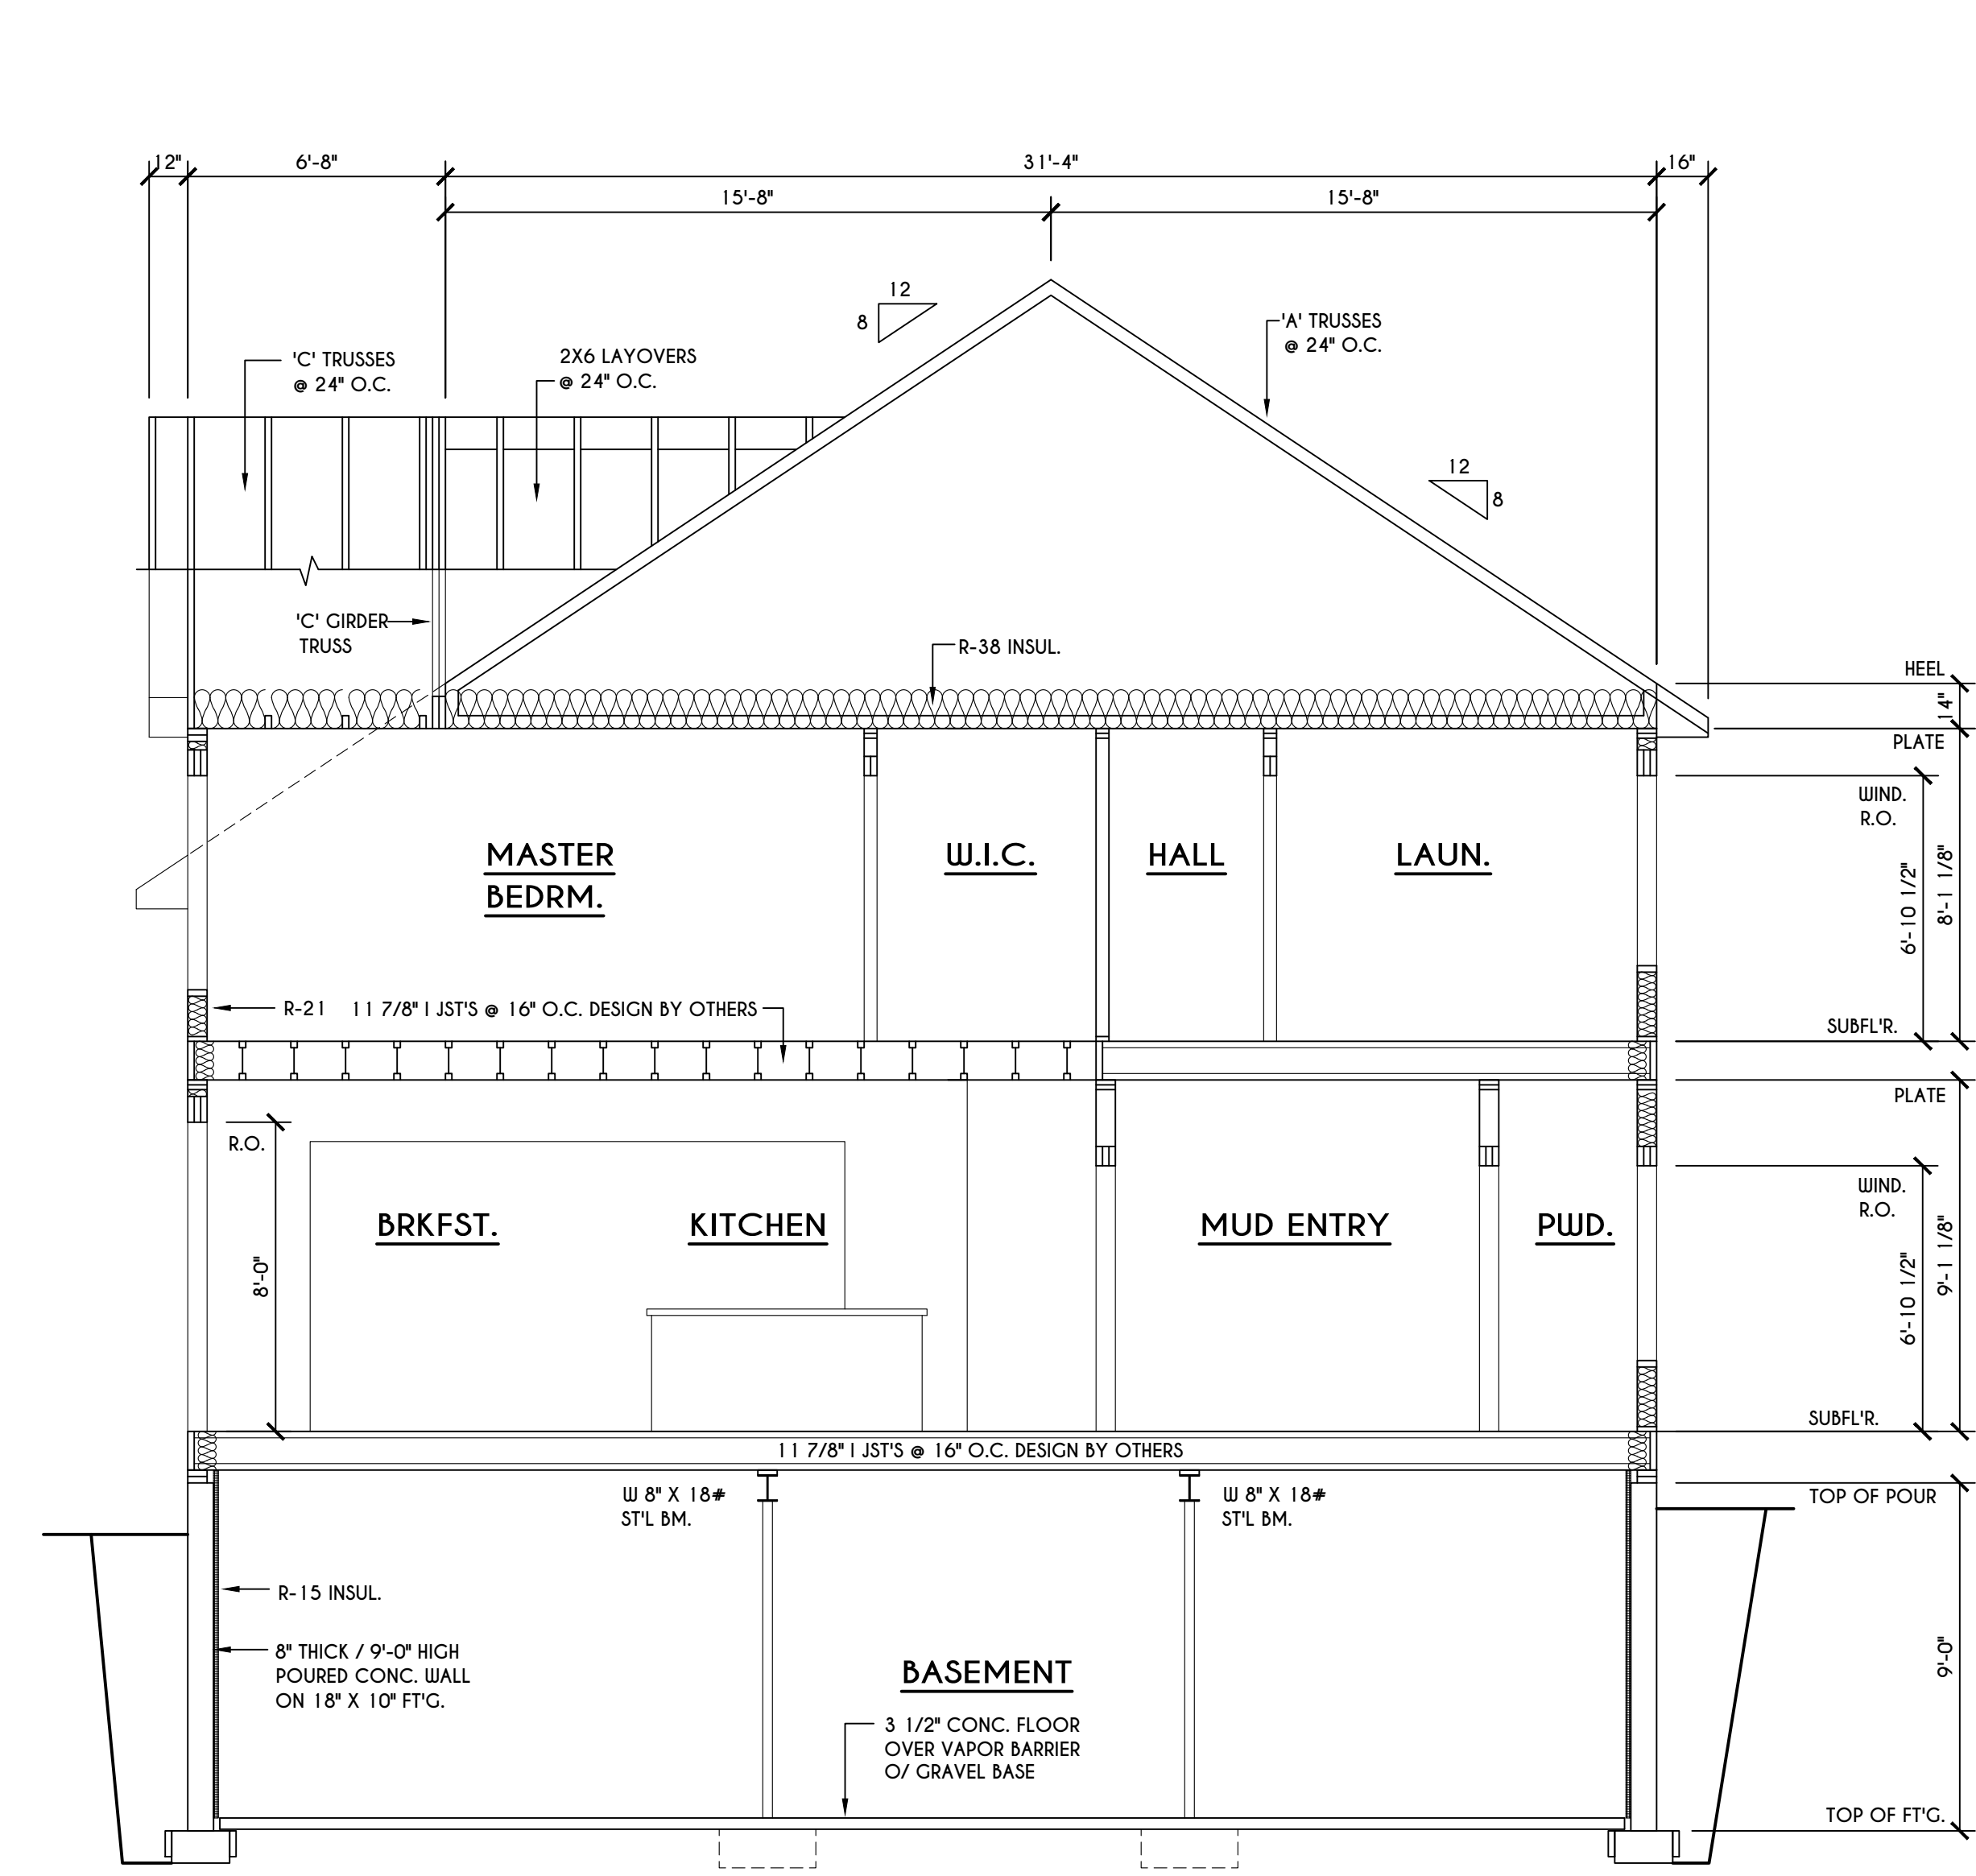 12"
6'-8"
31'-4"
16"
15'-8"
15'-8"
12
8
'A' TRUSSES
@ 24" O.C.
'C' TRUSSES
@ 24" O.C.
2X6 LAYOVERS
@ 24" O.C.
12
8
'C' GIRDER
TRUSS
R-38 INSUL.
HEEL
14"
PLATE
WIND.
R.O.
MASTER
BEDRM.
W.I.C.
HALL
LAUN.
6'-10 1/2"
8'-1 1/8"
R-21
11 7/8" I JST'S @ 16" O.C. DESIGN BY OTHERS
SUBFL'R.
PLATE
R.O.
WIND.
R.O.
BRKFST.
KITCHEN
MUD ENTRY
PWD.
8'-0"
6'-10 1/2"
9'-1 1/8"
SUBFL'R.
11 7/8" I JST'S @ 16" O.C. DESIGN BY OTHERS
W 8" X 18#
ST'L BM.
W 8" X 18#
ST'L BM.
TOP OF POUR
R-15 INSUL.
8" THICK / 9'-0" HIGH
POURED CONC. WALL
ON 18" X 10" FT'G.
BASEMENT
9'-0"
3 1/2" CONC. FLOOR
OVER VAPOR BARRIER
O/ GRAVEL BASE
TOP OF FT'G.